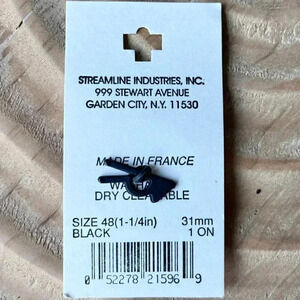 STREAMLINE INDUSTRIES, INC.
999 STEWART AVENUE
GARDEN CITY, N.Y. 11530
MADE IN FRANCE
DRY CLEANABLE
SIZE 48(1-1/4in) 31mm
BLACK 1 ON
0 52278 21596 9